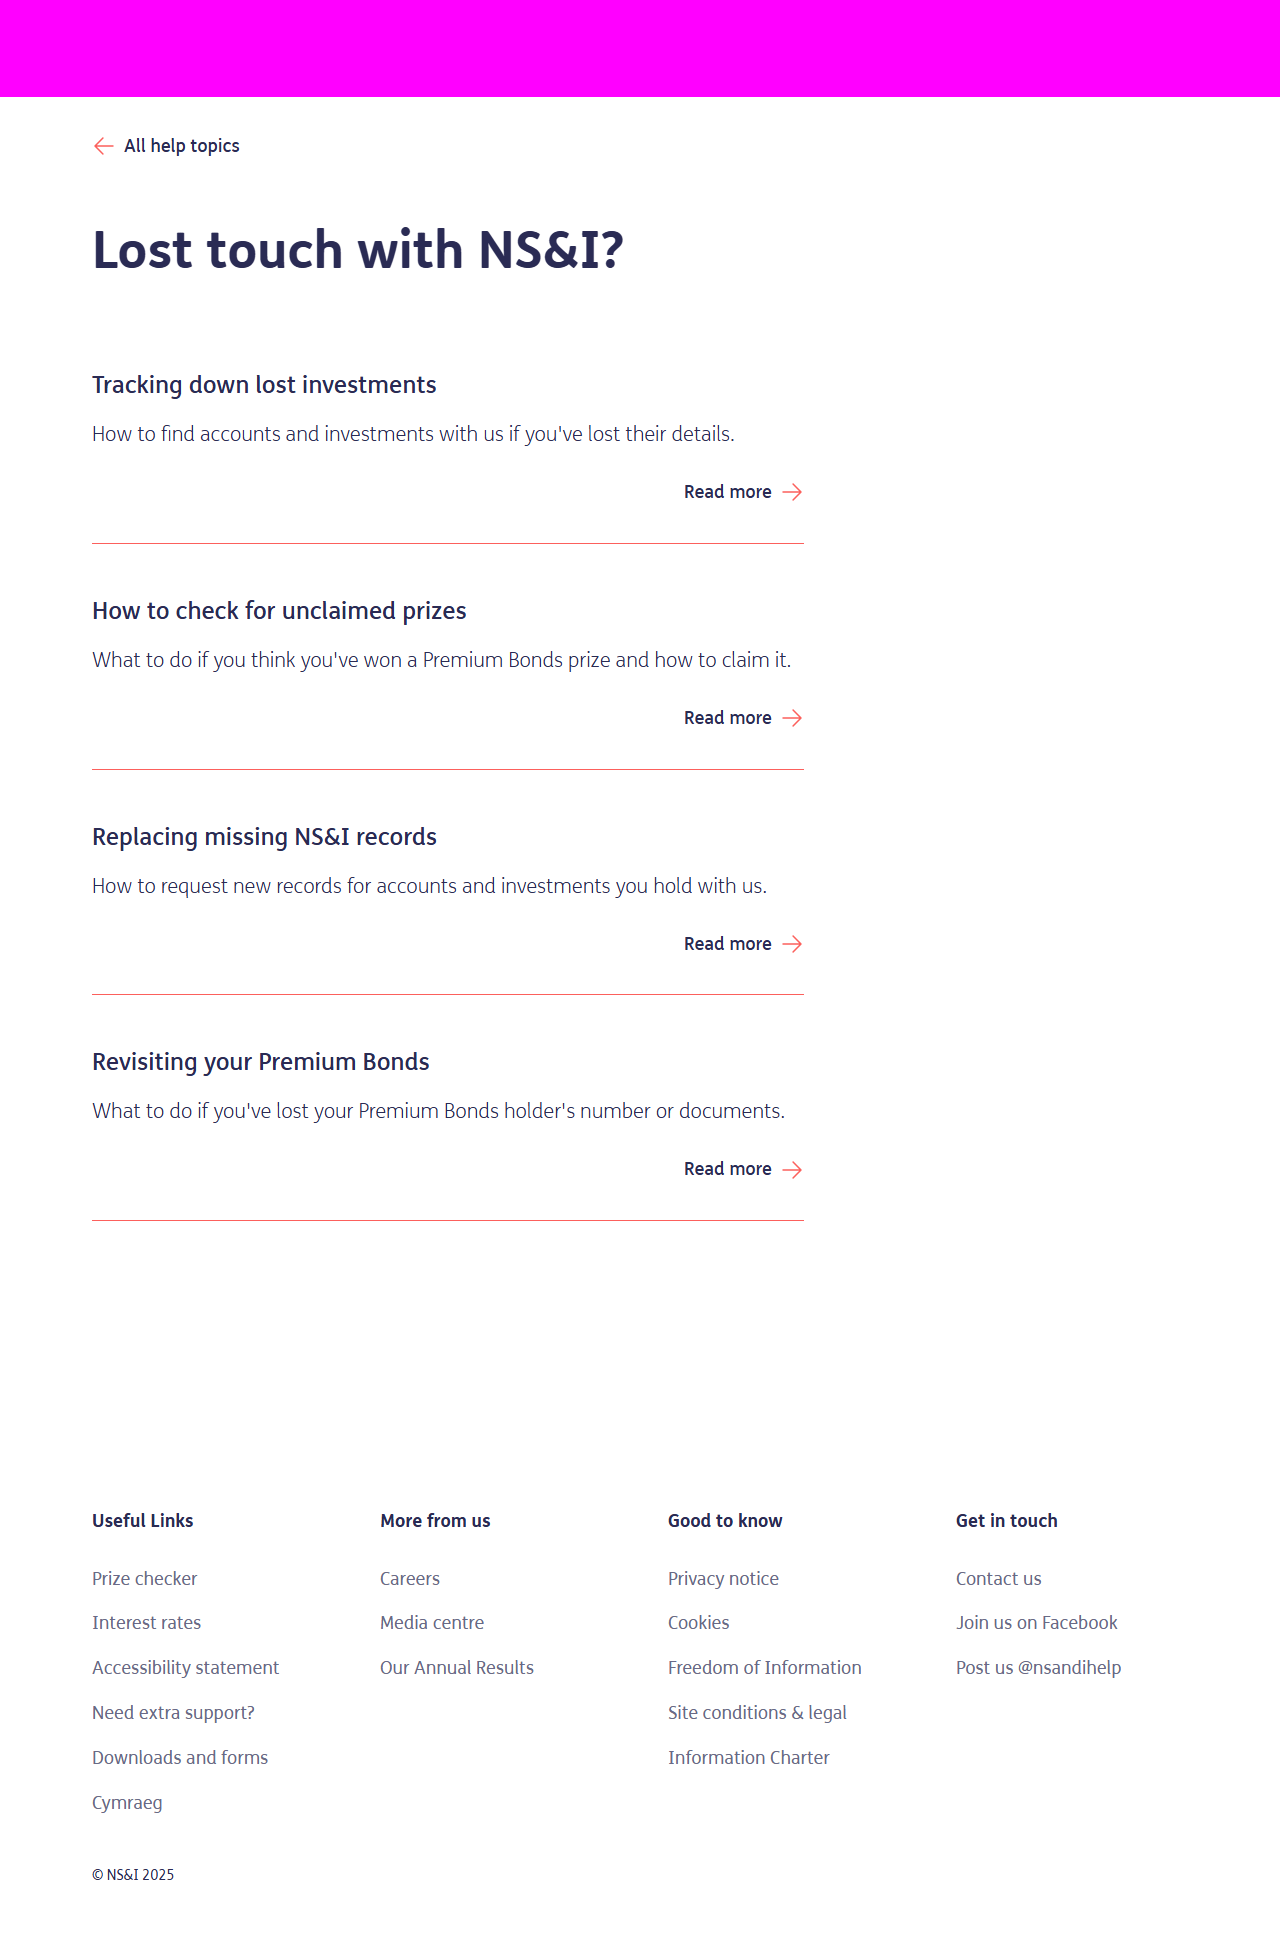 All help topics
Lost touch with NS&I?
Tracking down lost investments
How to find accounts and investments with us if you've lost their details.
Read more
How to check for unclaimed prizes
What to do if you think you've won a Premium Bonds prize and how to claim it.
Read more
Replacing missing NS&I records
How to request new records for accounts and investments you hold with us.
Read more
Revisiting your Premium Bonds
What to do if you've lost your Premium Bonds holder's number or documents.
Read more
Useful Links
Prize checker
Interest rates
Accessibility statement
Need extra support?
Downloads and forms
Cymraeg
More from us
Careers
Media centre
Our Annual Results
Good to know
Privacy notice
Cookies
Freedom of Information
Site conditions & legal
Information Charter
Get in touch
Contact us
Join us on Facebook
Post us @nsandihelp
© NS&I 2025